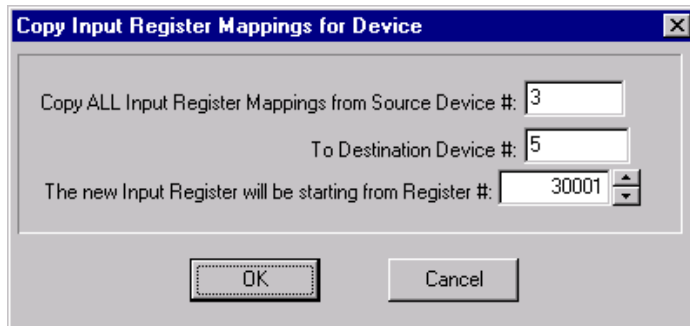 Copy Input Register Mappings for Device
Copy ALL Input Register Mappings from Source Device #: 3
To Destination Device #: 5
The new Input Register will be starting from Register #: 30001
OK Cancel